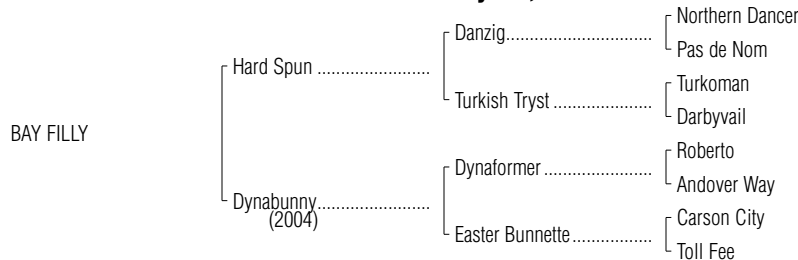 Northern Dancer
Danzig..............................
Pas de Nom
Hard Spun ........................
Turkoman
Turkish Tryst .....................
Darbyvail
BAY FILLY
Roberto
Dynaformer.......................
Andover Way
Dynabunny........................
(2004)
Carson City
Easter Bunnette.................
Toll Fee